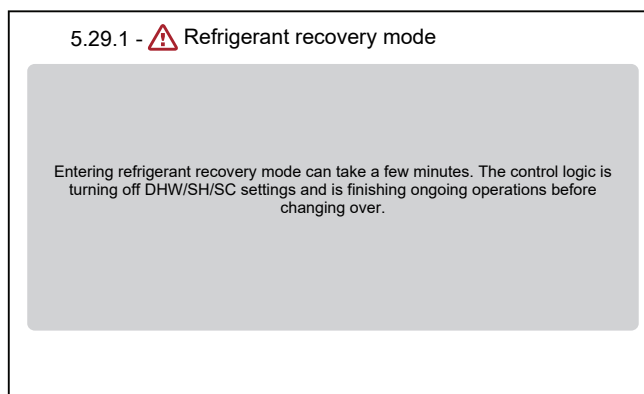 5.29.1 - Refrigerant recovery mode
Entering refrigerant recovery mode can take a few minutes. The control logic is
turning off DHW/SH/SC settings and is finishing ongoing operations before
changing over.